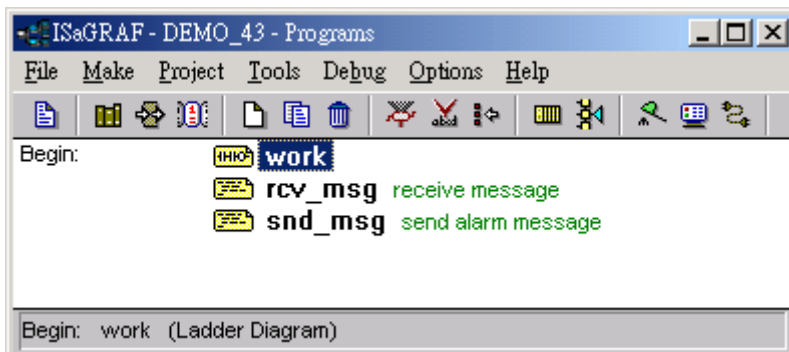 ISaGRAF - DEMO_43 - Programs
File Make Project Tools Debug Options Help
Begin: work
rcv_msg receive message
snd_msg send alarm message
Begin: work (Ladder Diagram)